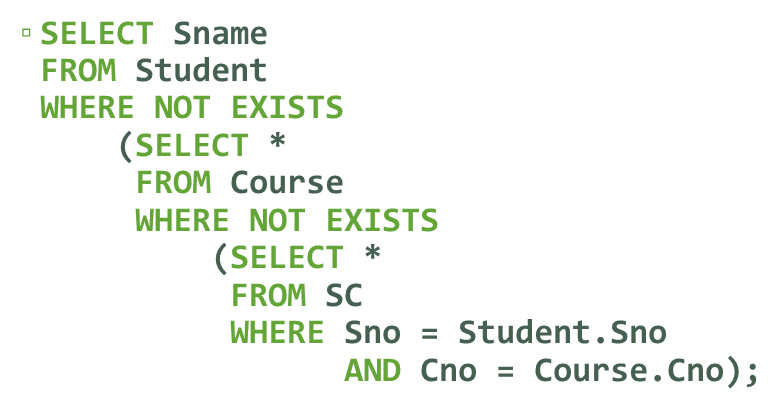 ▫SELECT Sname
FROM Student
WHERE NOT EXISTS
(SELECT *
FROM Course
WHERE NOT EXISTS
(SELECT *
FROM SC
WHERE Sno = Student.Sno
AND Cno = Course.Cno);